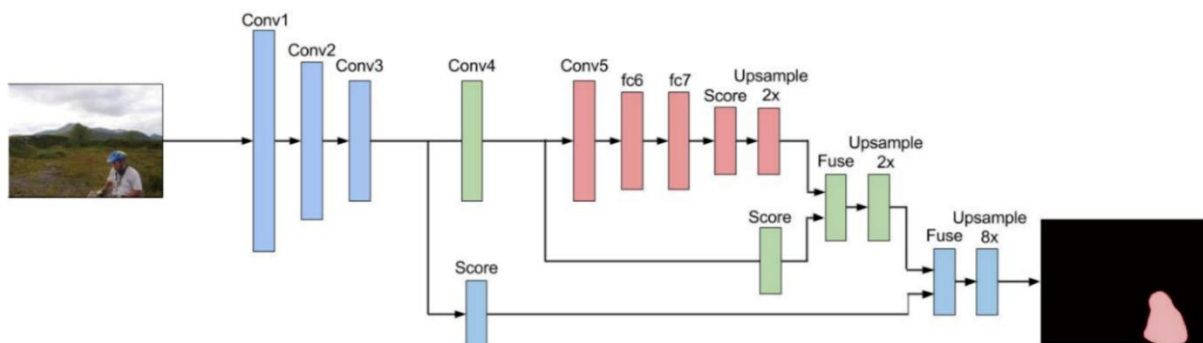 Conv1
Conv2
Conv3
Conv4
Conv5
fc6
fc7
Score
Upsample
2x
Fuse
Upsample
2x
Score
Fuse
Upsample
8x
Score